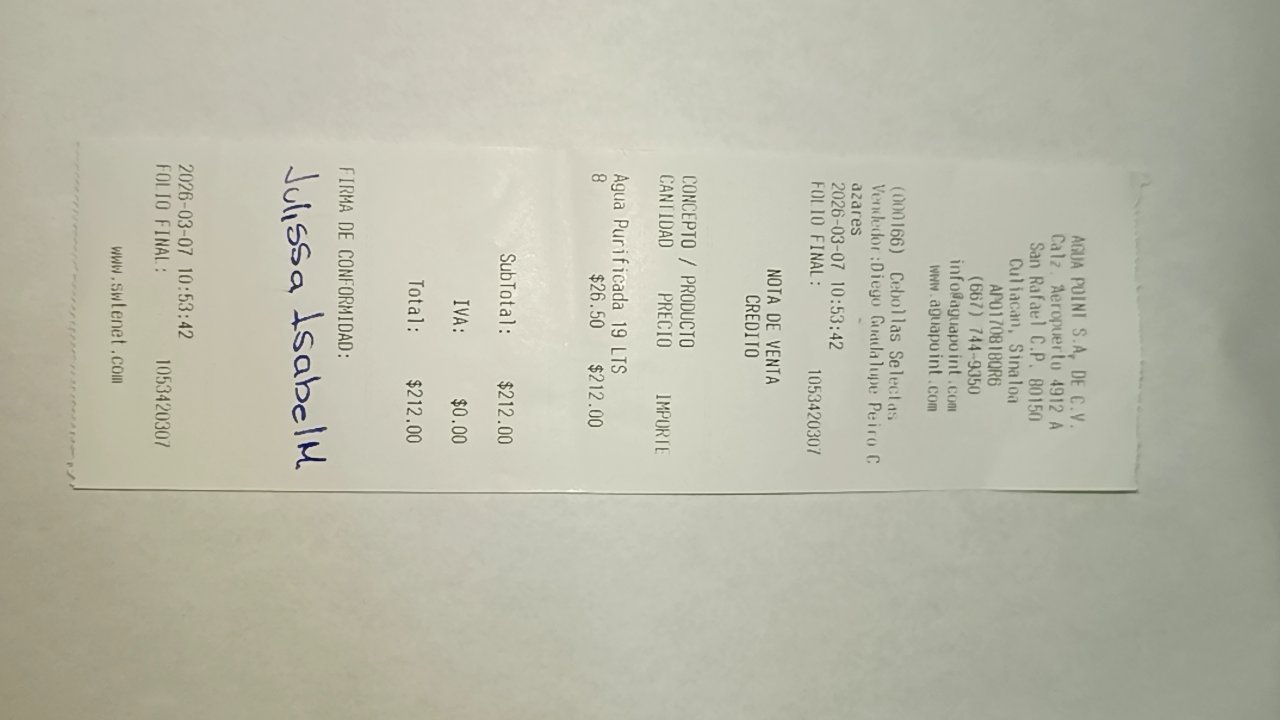 AGUA POINT S.A. DE C.V.
Calz. Aeropuerto 4912 A
San Rafael C.P. 80150
Culiacan, Sinaloa
APO170818QR6
(667) 744-9350
info@aguapoint.com
www.aguapoint.com
(000166) Cebollas Selectas
Vendedor:Diego Guadalupe Peiro C
azares
2026-03-07 10:53:42
FOLIO FINAL: 1053420307
NOTA DE VENTA
CREDITO
CONCEPTO / PRODUCTO
CANTIDAD PRECIO IMPORTE
Agua Purificada 19 LTS
8 $26.50 $212.00
SubTotal: $212.00
IVA: $0.00
Total: $212.00
FIRMA DE CONFORMIDAD:
Julissa Isabel M
2026-03-07 10:53:42
FOLIO FINAL: 1053420307
www.swtenet.com